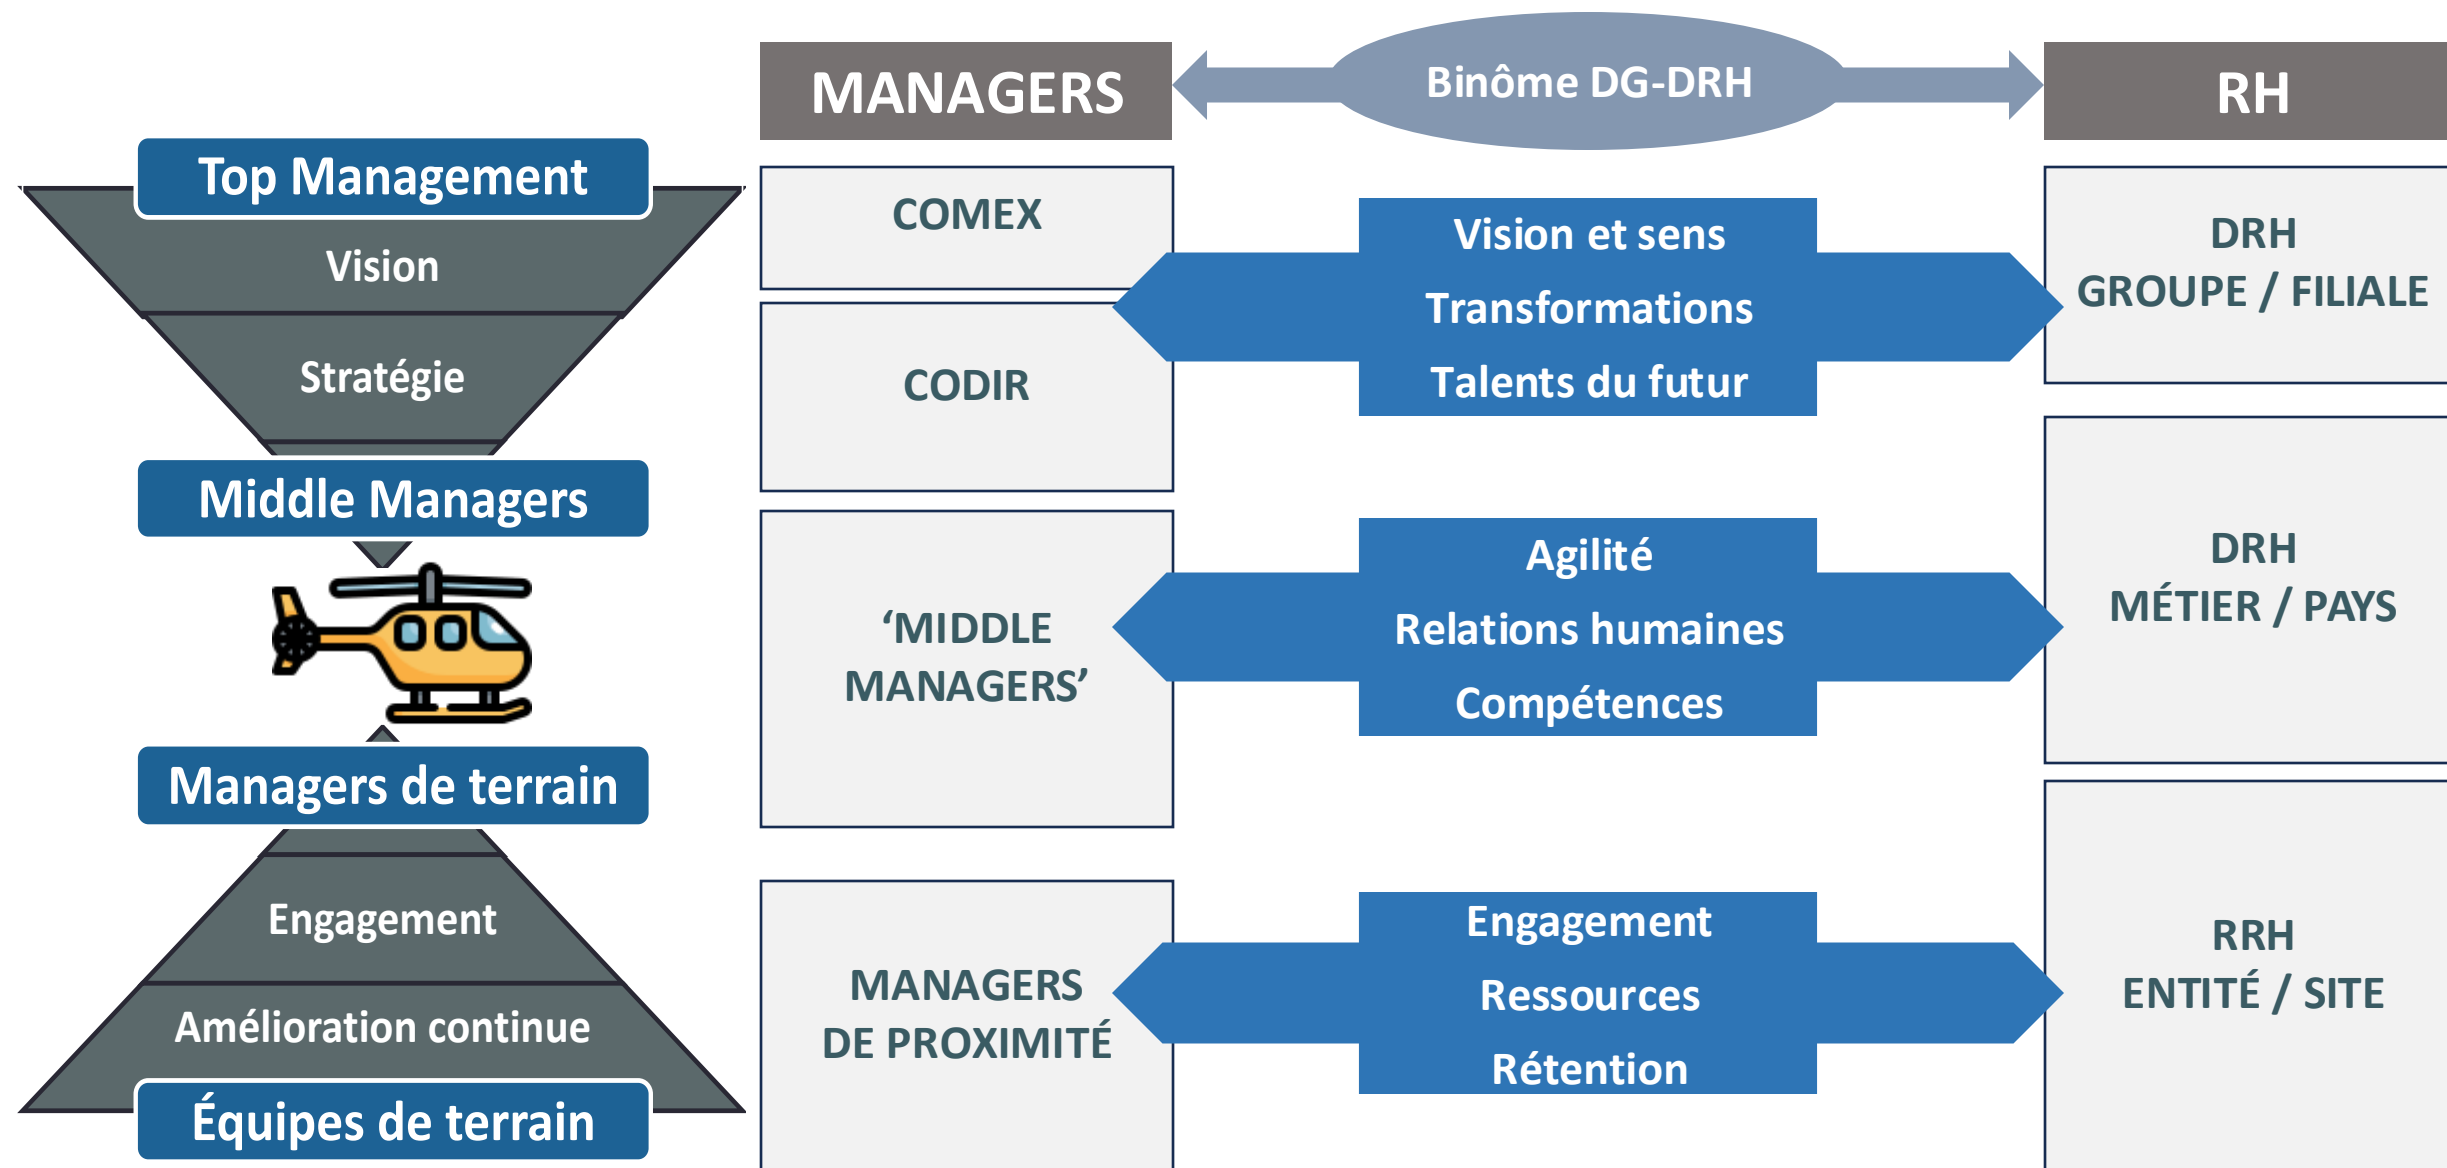 Top Management
Vision
Stratégie
Middle Managers
Managers de terrain
Engagement
Amélioration continue
Équipes de terrain
MANAGERS
Binôme DG-DRH
RH
COMEX
CODIR
Vision et sens
Transformations
Talents du futur
DRH
GROUPE / FILIALE
‘MIDDLE
MANAGERS’
Agilité
Relations humaines
Compétences
DRH
MÉTIER / PAYS
MANAGERS
DE PROXIMITÉ
Engagement
Ressources
Rétention
RRH
ENTITÉ / SITE